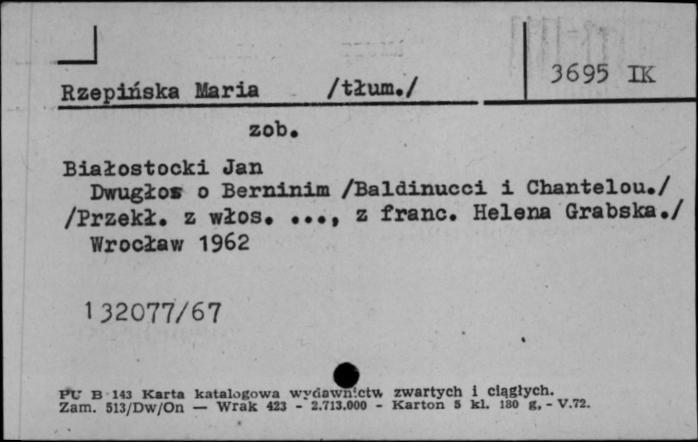 3695 IK
Rzepińska Maria /tłum./
zob.
Białostocki Jan
Dwugłos o Berninim /Baldinucci i Chantelou./
/Przekł. z włos. ..., z franc. Helena Grabska./
Wrocław 1962
132077/67
PU B 143 Karta katalogowa wydawnictw zwartych i ciągłych.
Zam. 513/Dw/On — Wrak 423 - 2.713.000 - Karton 5 kl. 180 g, - V.72.